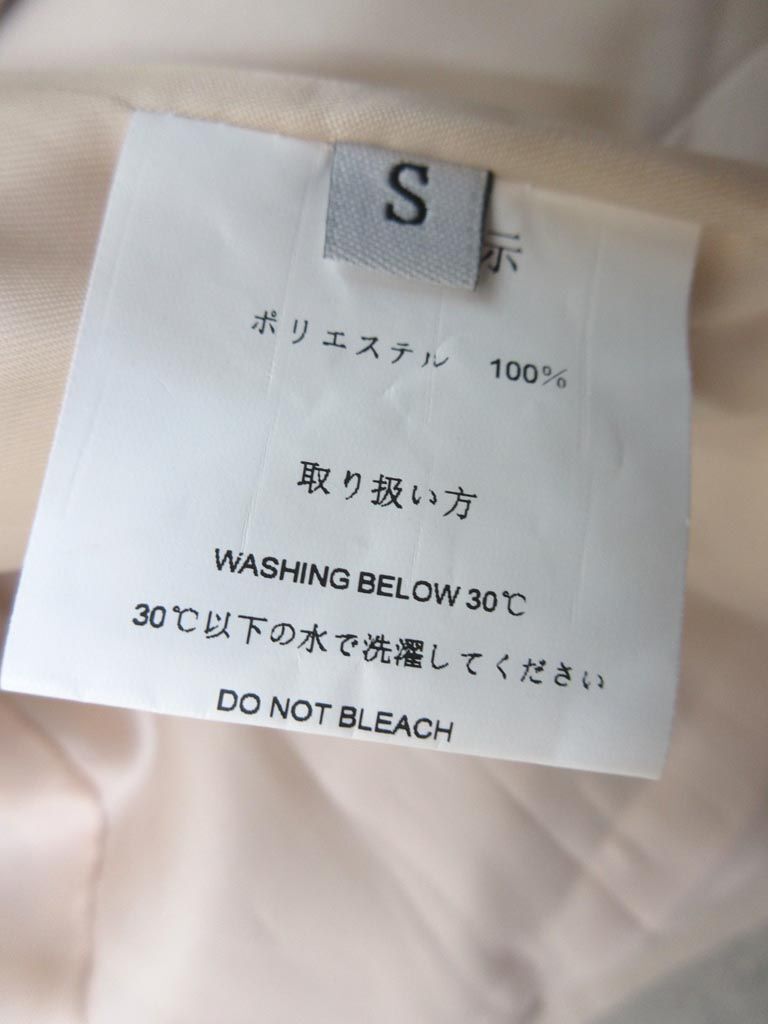 S
示
ポリエステル 100%
取り扱い方
WASHING BELOW 30℃
30℃以下の水で洗濯してください
DO NOT BLEACH